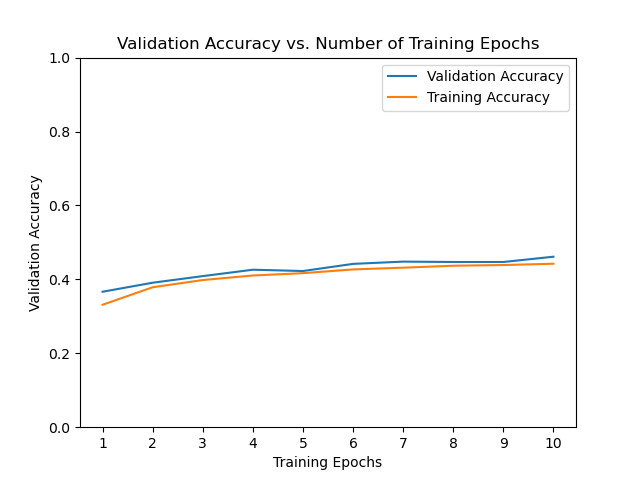 Validation Accuracy vs. Number of Training Epochs
1.0
Validation Accuracy
Training Accuracy
0.8
0.6
Validation Accuracy
0.4
0.2
0.0
1 2 3 4 5 6 7 8 9 10
Training Epochs